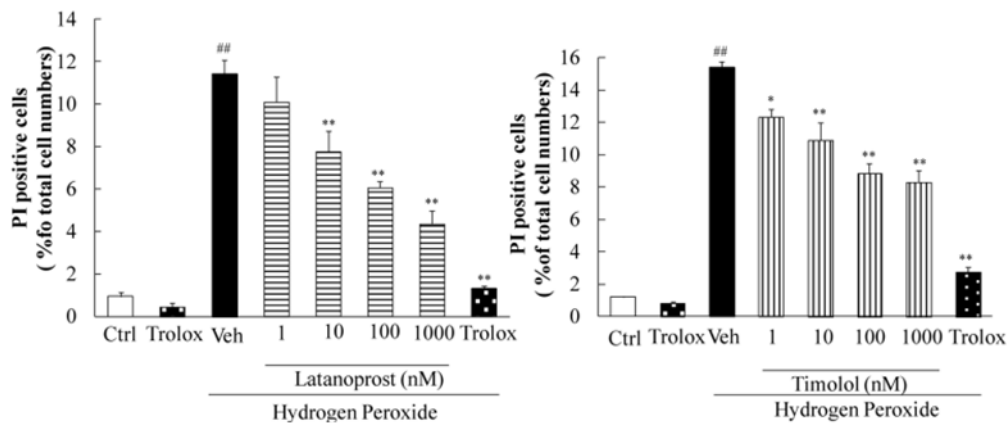 PI positive cells
( %fo total cell numbers)
14
12
10
8
6
4
2
0
##
**
**
**
**
Ctrl Trolox Veh 1 10 100 1000 Trolox
Latanoprost (nM)
Hydrogen Peroxide
PI positive cells
( %of total cell numbers)
16
14
12
10
8
6
4
2
0
##
*
**
**
**
**
Ctrl Trolox Veh 1 10 100 1000 Trolox
Timolol (nM)
Hydrogen Peroxide